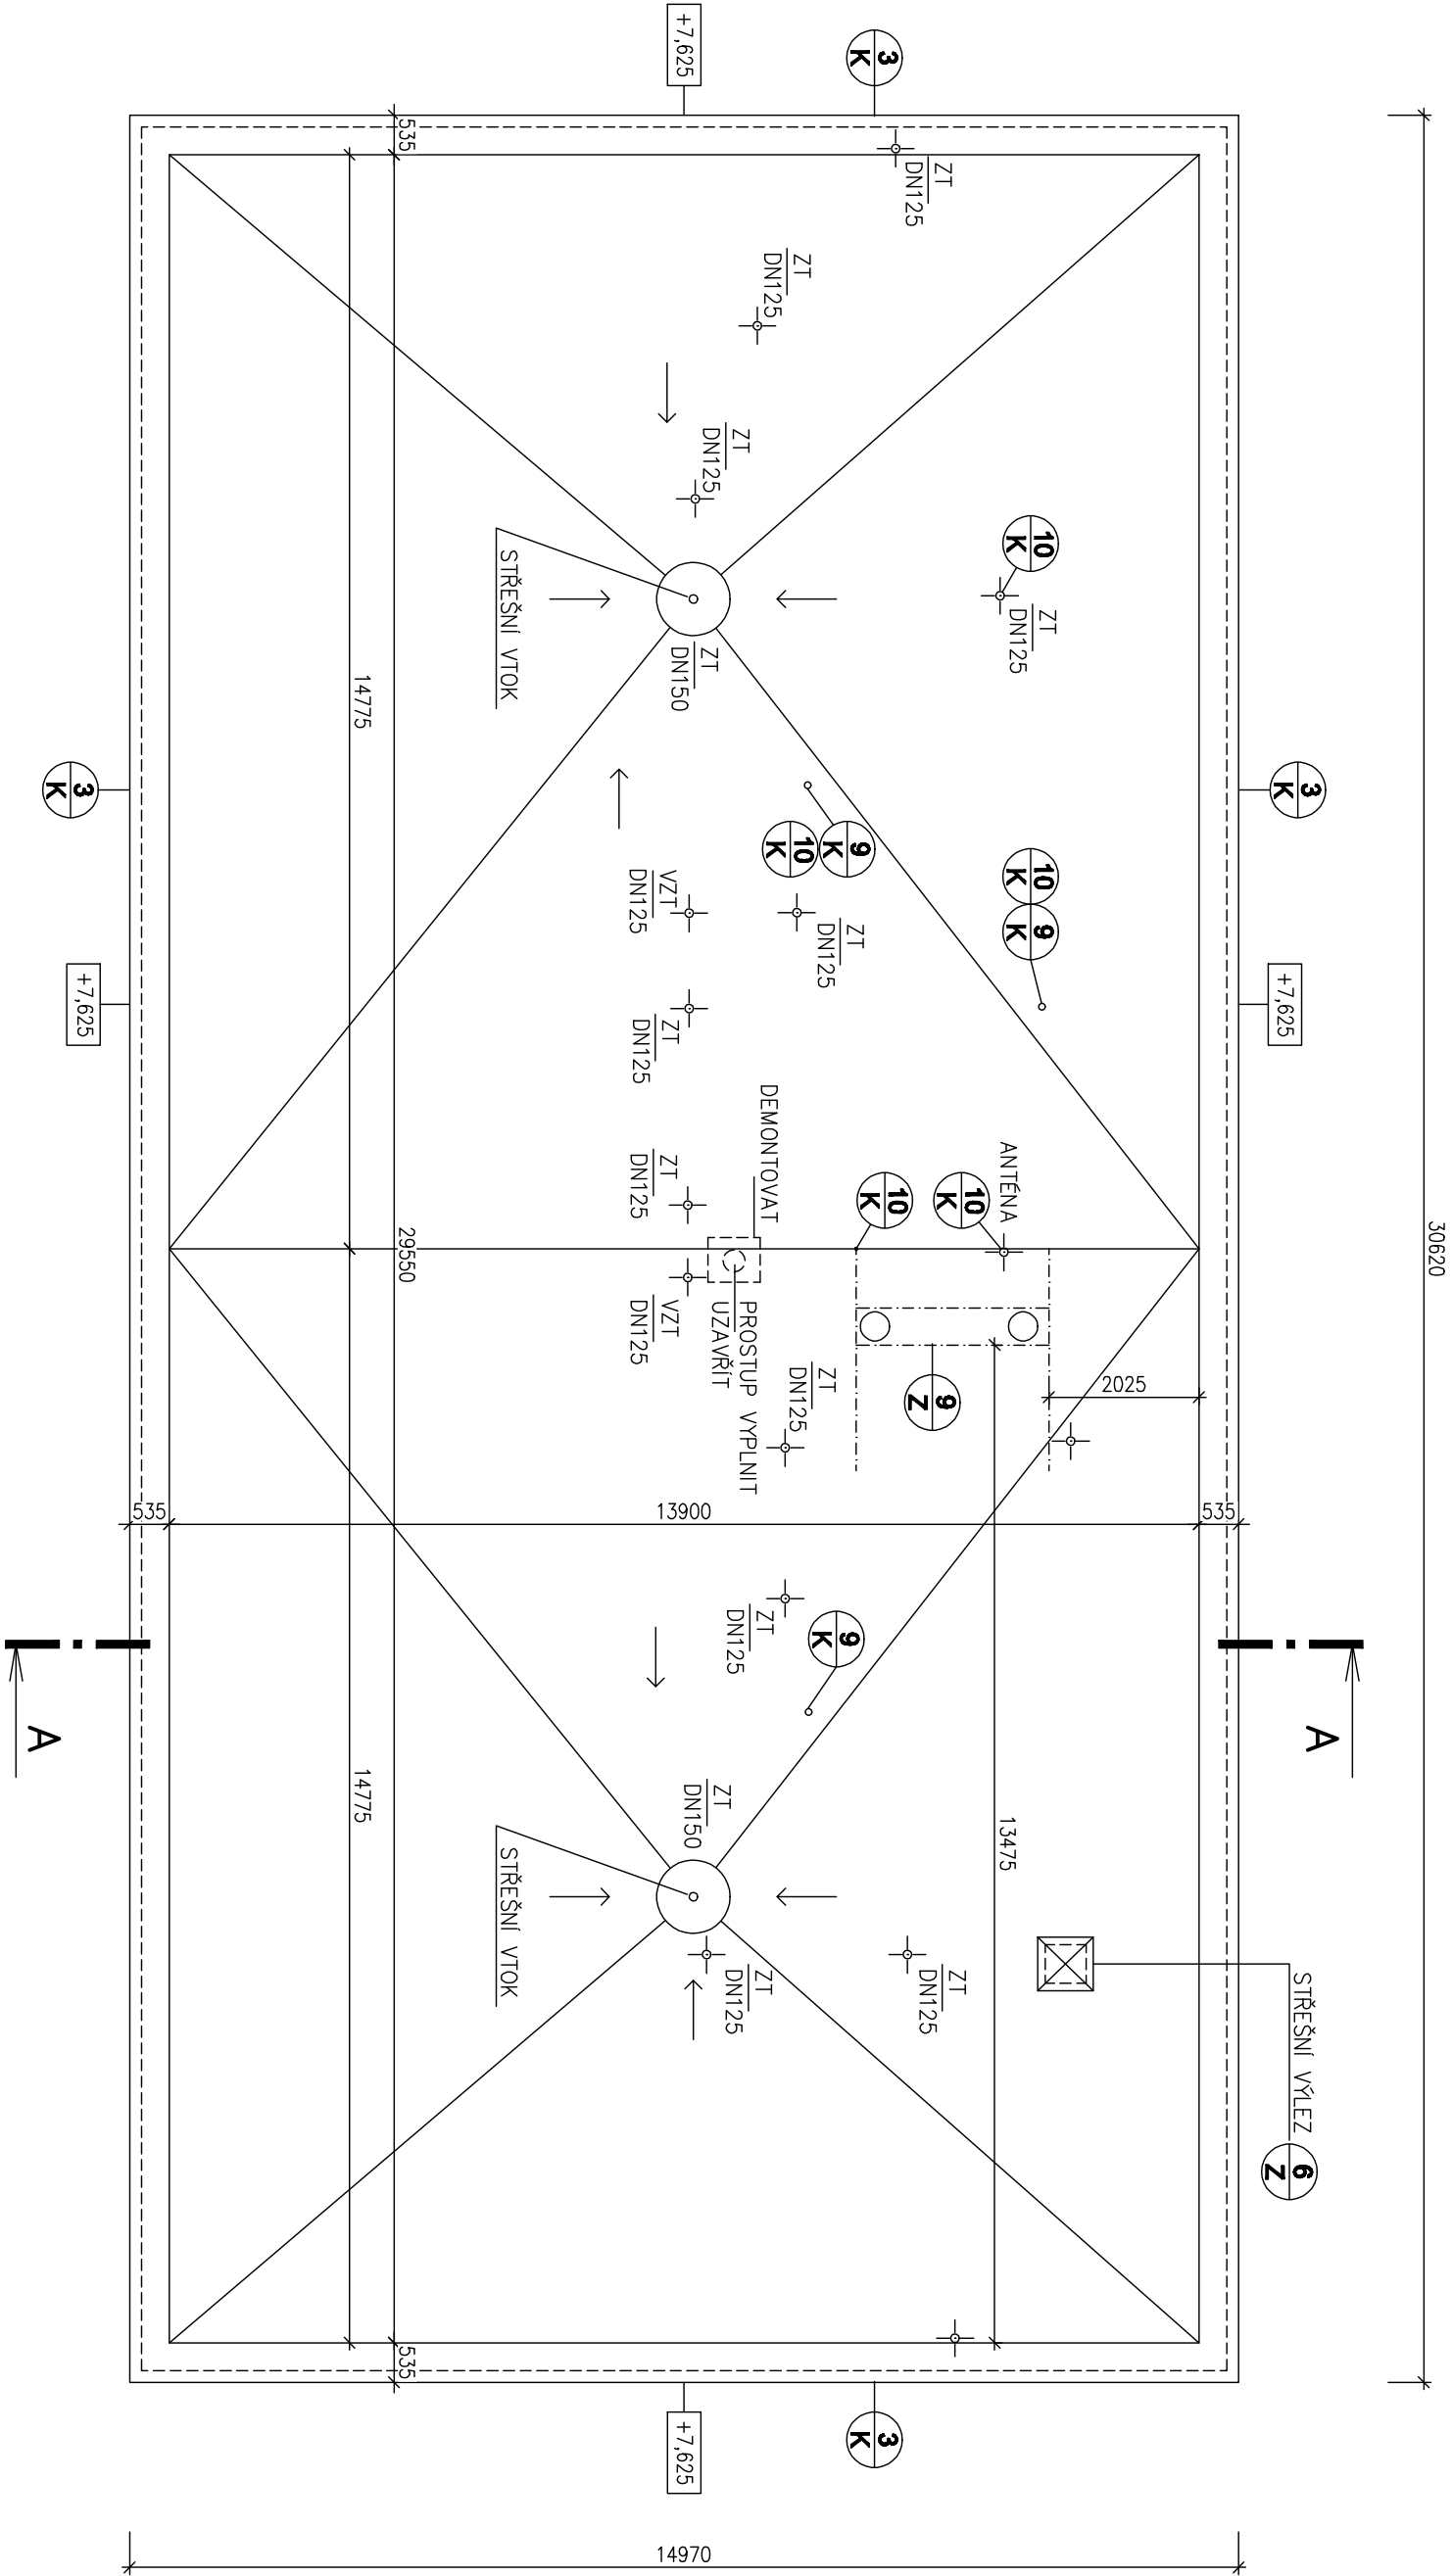 30620
3
K
3
K
+7,625
STŘEŠNÍ VÝLEZ
6
Z
A
+7,625
3
K
535
ZT
DN125
ZT
DN125
ZT
DN125
10
K
ZT
DN125
10
K
9
K
9
K
10
K
ZT
DN125
ANTÉNA
10
K
10
K
2025
9
Z
535
13475
ZT
DN125
ZT
DN125
ZT
DN150
STŘEŠNÍ VTOK
VZT
DN125
ZT
DN125
ZT
DN125
DEMONTOVAT
VZT
DN125
PROSTUP VYPLNIT
UZAVŘÍT
ZT
DN125
13900
ZT
DN125
9
K
ZT
DN150
STŘEŠNÍ VTOK
3
K
+7,625
14970
29550
535
14775
14775
535
3
K
+7,625
A